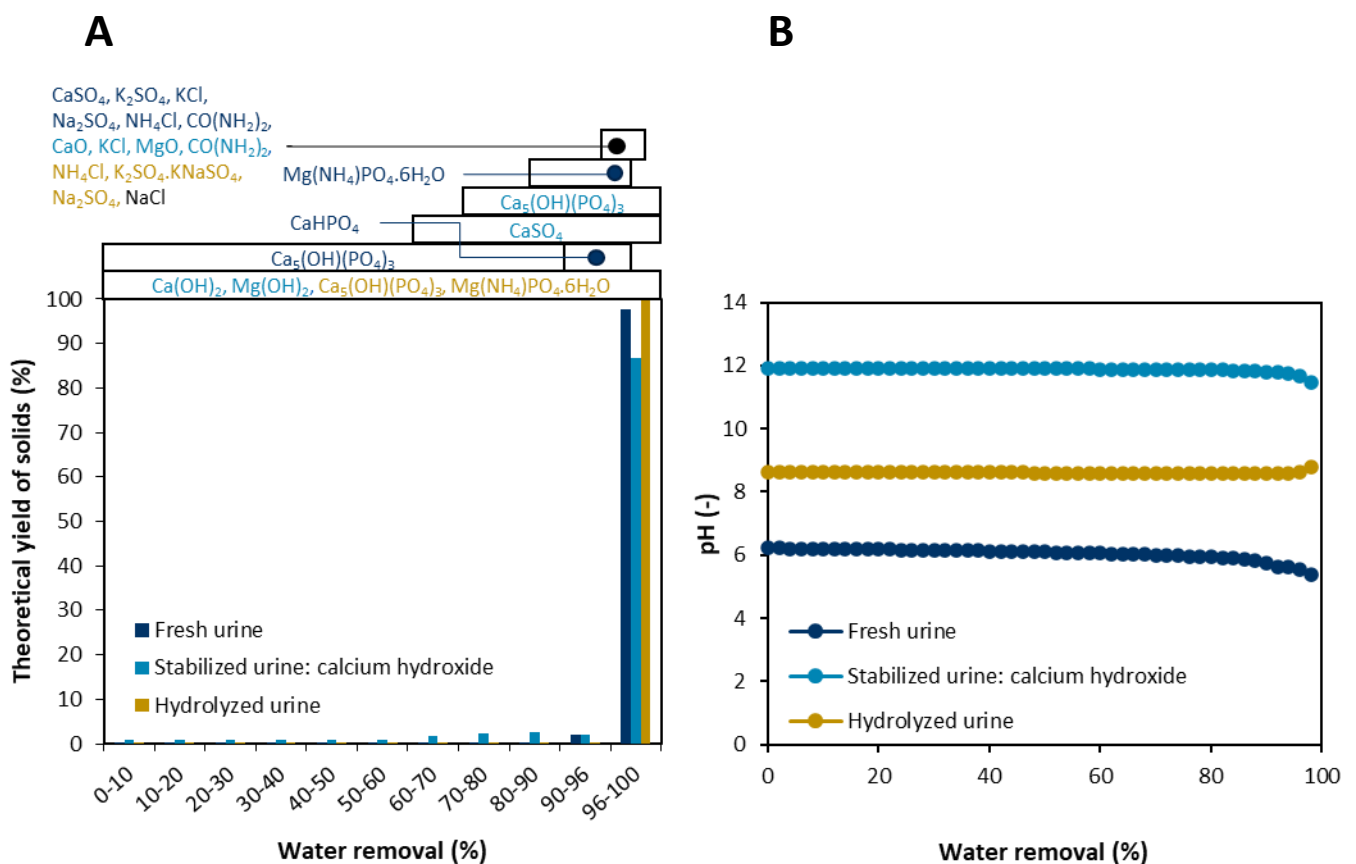 A
B
CaSO₄, K₂SO₄, KCl,
Na₂SO₄, NH₄Cl, CO(NH₂)₂,
CaO, KCl, MgO, CO(NH₂)₂,
NH₄Cl, K₂SO₄.KNaSO₄,
Na₂SO₄, NaCl
Mg(NH₄)PO₄.6H₂O
Ca₅(OH)(PO₄)₃
CaHPO₄
CaSO₄
Ca₅(OH)(PO₄)₃
Ca(OH)₂, Mg(OH)₂, Ca₅(OH)(PO₄)₃, Mg(NH₄)PO₄.6H₂O
100
90
80
70
60
50
40
30
20
10
0
Theoretical yield of solids (%)
Fresh urine
Stabilized urine: calcium hydroxide
Hydrolyzed urine
0-10
10-20
20-30
30-40
40-50
50-60
60-70
70-80
80-90
90-96
96-100
Water removal (%)
14
12
10
8
6
4
2
0
pH (-)
Fresh urine
Stabilized urine: calcium hydroxide
Hydrolyzed urine
0
20
40
60
80
100
Water removal (%)